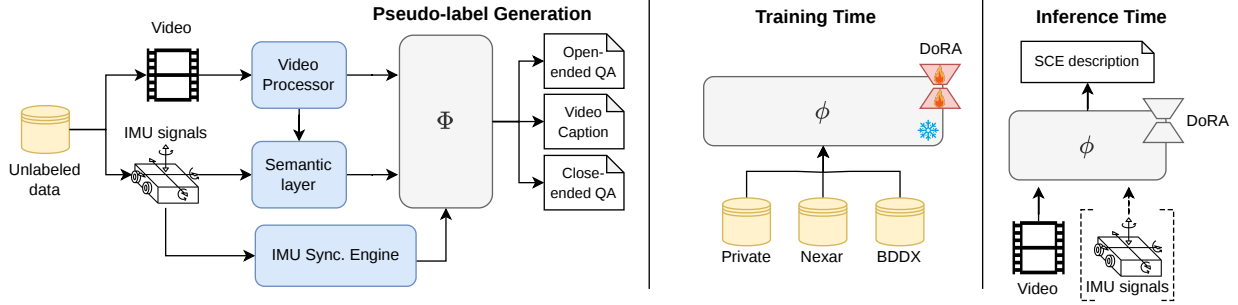 Pseudo-label Generation
Video
Video
Processor
IMU signals
Unlabeled
data
Semantic
layer
IMU Sync. Engine
Φ
Open-
ended QA
Video
Caption
Close-
ended QA
Training Time
DoRA
ϕ
Private
Nexar
BDDX
Inference Time
SCE description
ϕ
DoRA
Video
IMU signals